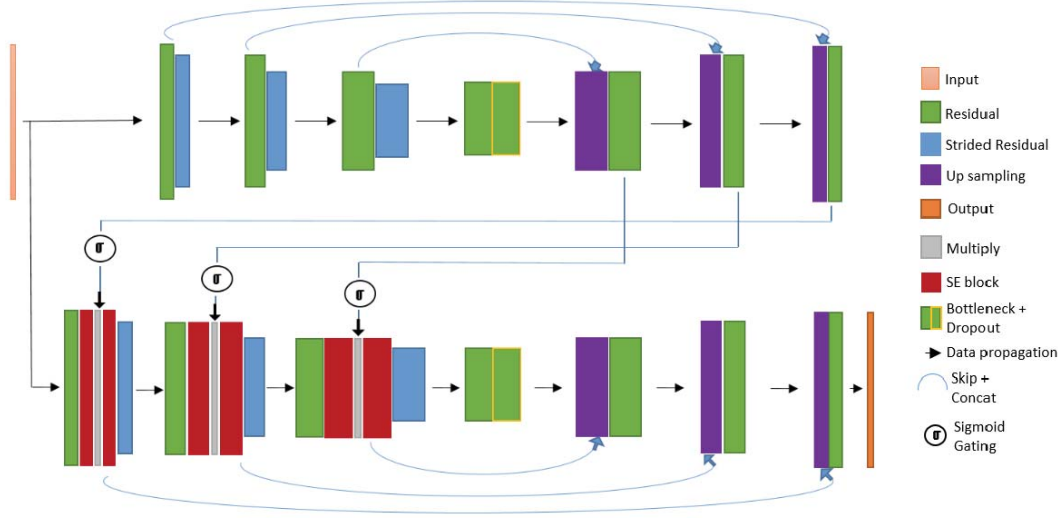 Input
Residual
Strided Residual
Up sampling
Output
Multiply
SE block
Bottleneck +
Dropout
Data propagation
Skip +
Concat
Sigmoid
Gating
σ
σ
σ
σ